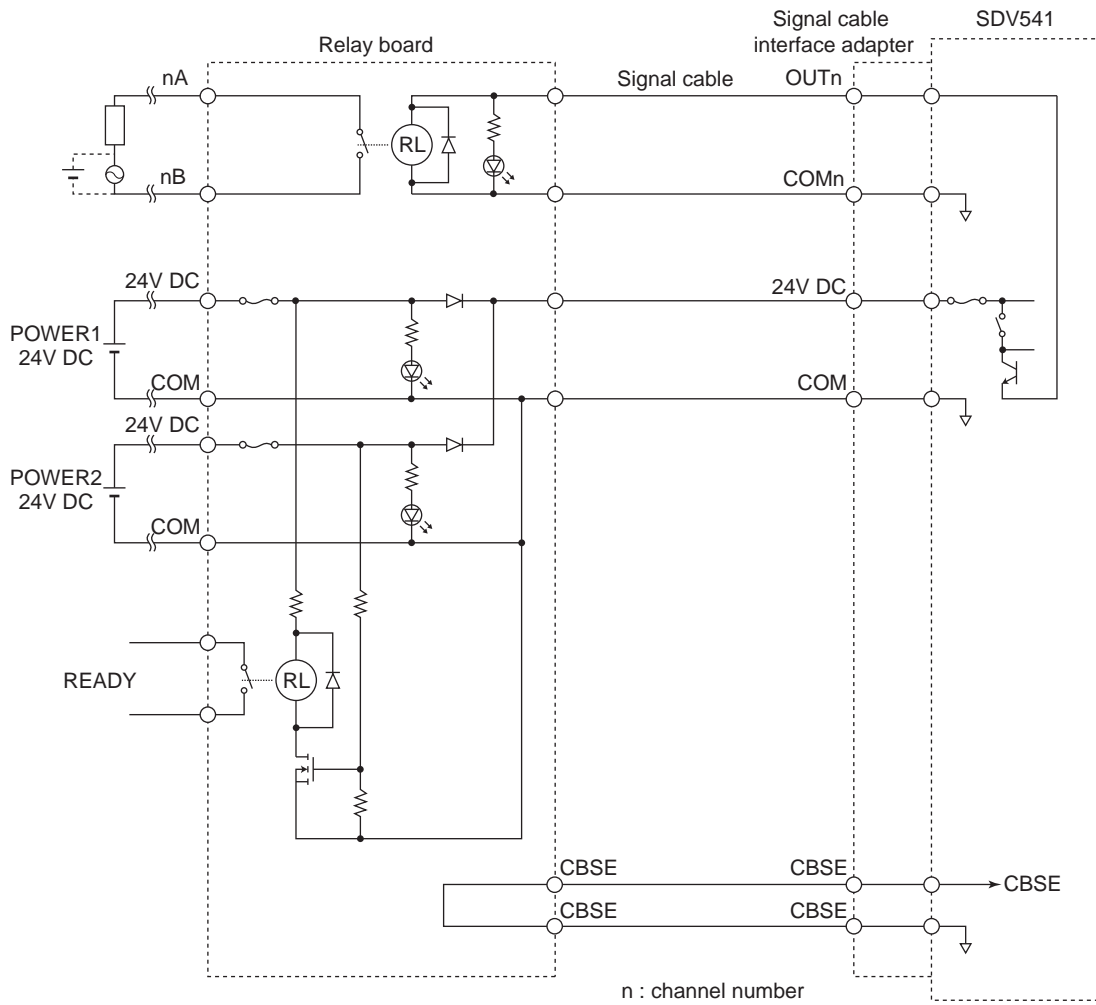 Signal cable
interface adapter
SDV541
Relay board
nA
Signal cable
OUTn
RL
nB
COMn
24V DC
24V DC
POWER1
24V DC
COM
COM
24V DC
POWER2
24V DC
COM
READY
RL
CBSE
CBSE
CBSE
CBSE
CBSE
n : channel number